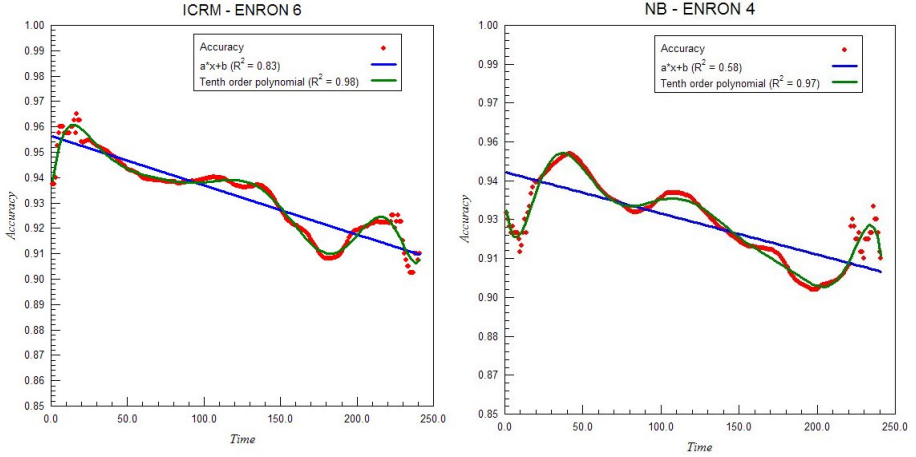 ICRM - ENRON 6
Accuracy
a*x+b (R² = 0.83)
Tenth order polynomial (R² = 0.98)
1.00
0.99
0.98
0.97
0.96
0.95
0.94
0.93
0.92
0.91
0.90
0.89
0.88
0.87
0.86
0.85
Accuracy
0.0 50.0 100.0 150.0 200.0 250.0
Time
NB - ENRON 4
Accuracy
a*x+b (R² = 0.58)
Tenth order polynomial (R² = 0.97)
1.00
0.99
0.97
0.96
0.94
0.93
0.91
0.90
0.88
0.87
0.85
Accuracy
0.0 50.0 100.0 150.0 200.0 250.0
Time